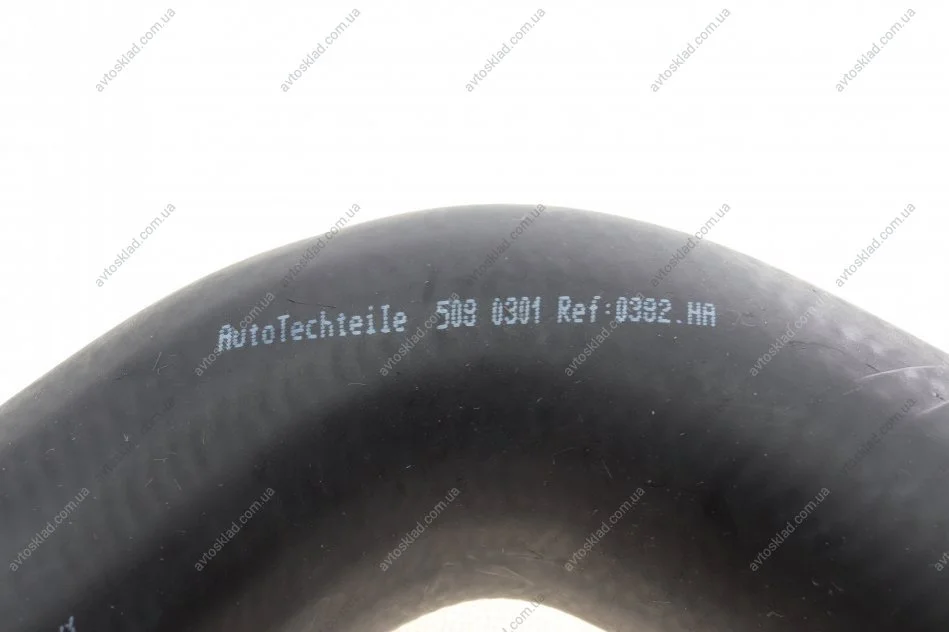 AutoTechteile 508 0301 Ref:0382.HA
avtosklad.com.ua